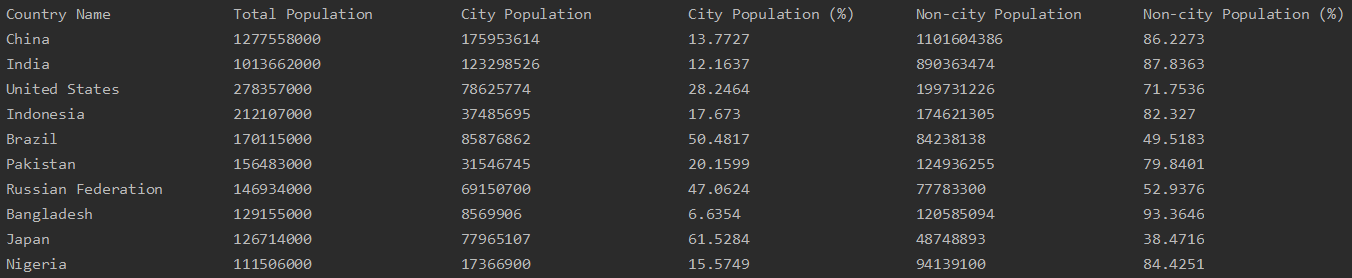 Country Name Total Population City Population City Population (%) Non-city Population Non-city Population (%)
China 1277558000 175953614 13.7727 1101604386 86.2273
India 1013662000 123298526 12.1637 890363474 87.8363
United States 278357000 78625774 28.2464 199731226 71.7536
Indonesia 212107000 37485695 17.673 174621305 82.327
Brazil 170115000 85876862 50.4817 84238138 49.5183
Pakistan 156483000 31546745 20.1599 124936255 79.8401
Russian Federation 146934000 69150700 47.0624 77783300 52.9376
Bangladesh 129155000 8569906 6.6354 120585094 93.3646
Japan 126714000 77965107 61.5284 48748893 38.4716
Nigeria 111506000 17366900 15.5749 94139100 84.4251